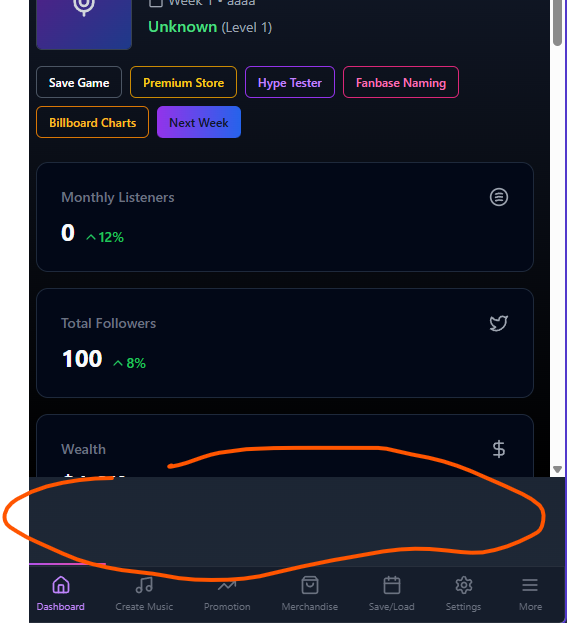 Week 1 • aaaa
Unknown (Level 1)
Save Game Premium Store Hype Tester Fanbase Naming
Billboard Charts Next Week
Monthly Listeners
0 12%
Total Followers
100 8%
Wealth
Dashboard Create Music Promotion Merchandise Save/Load Settings More